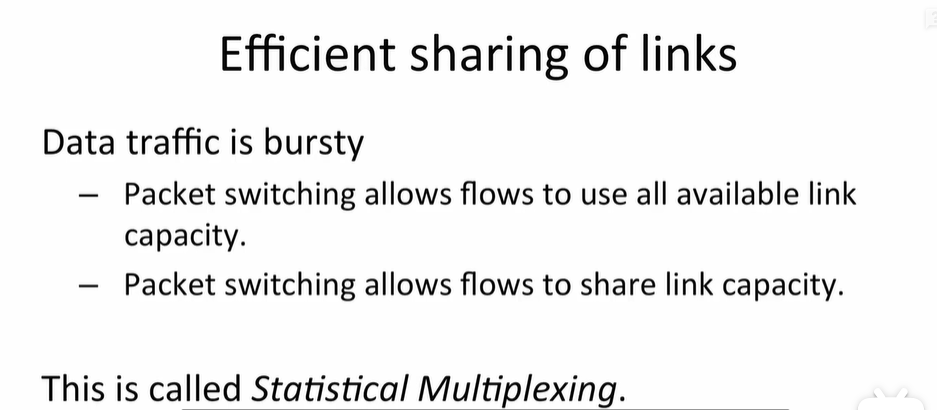 Efficient sharing of links
Data traffic is bursty
– Packet switching allows flows to use all available link
capacity.
– Packet switching allows flows to share link capacity.
This is called Statistical Multiplexing.